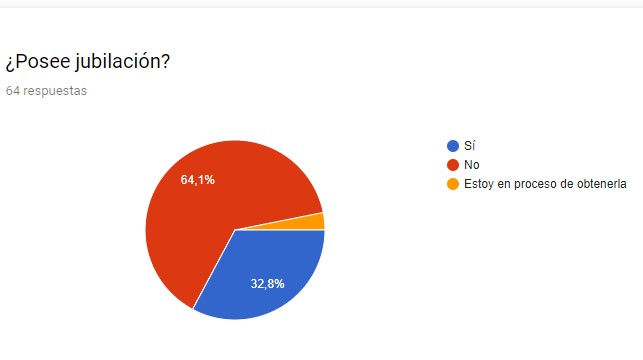 ¿Posee jubilación?
64 respuestas
Sí
No
Estoy en proceso de obtenerla
64,1%
32,8%